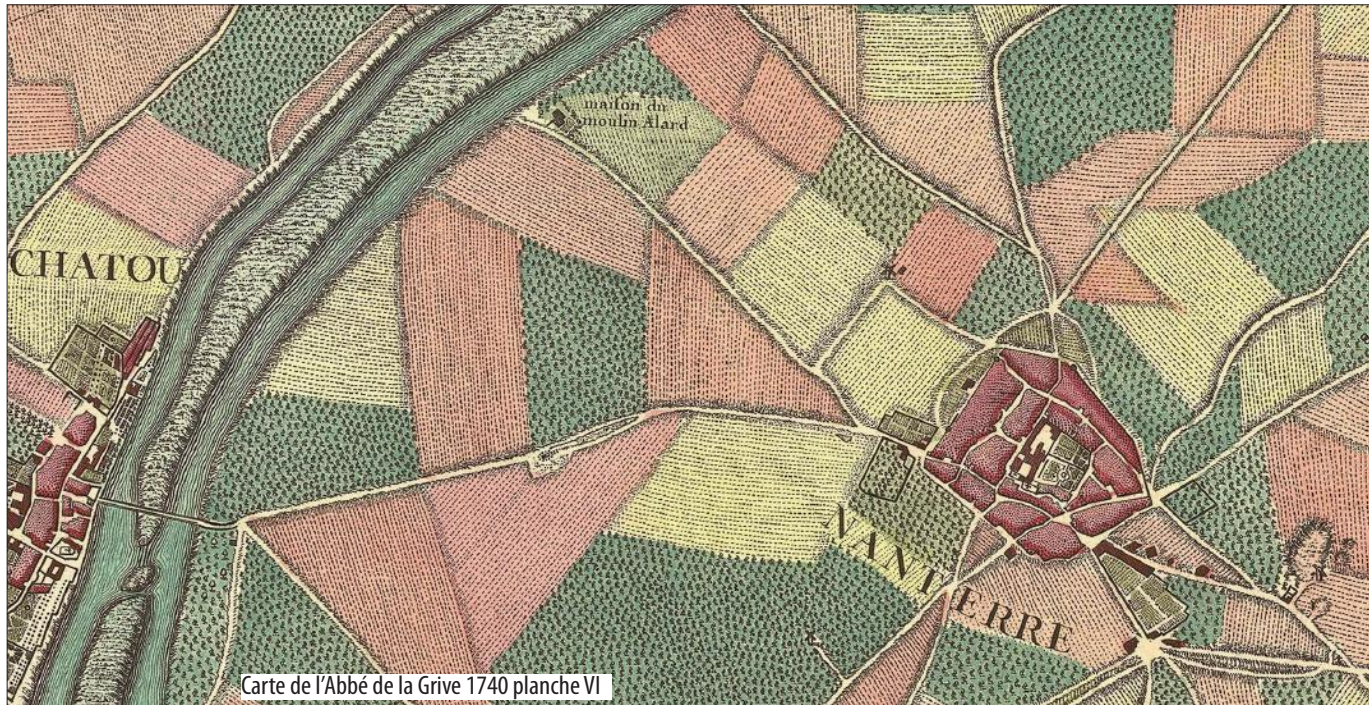 maiſon du
moulin Alard
CHATOU
NANTERRE
Carte de l'Abbé de la Grive 1740 planche VI